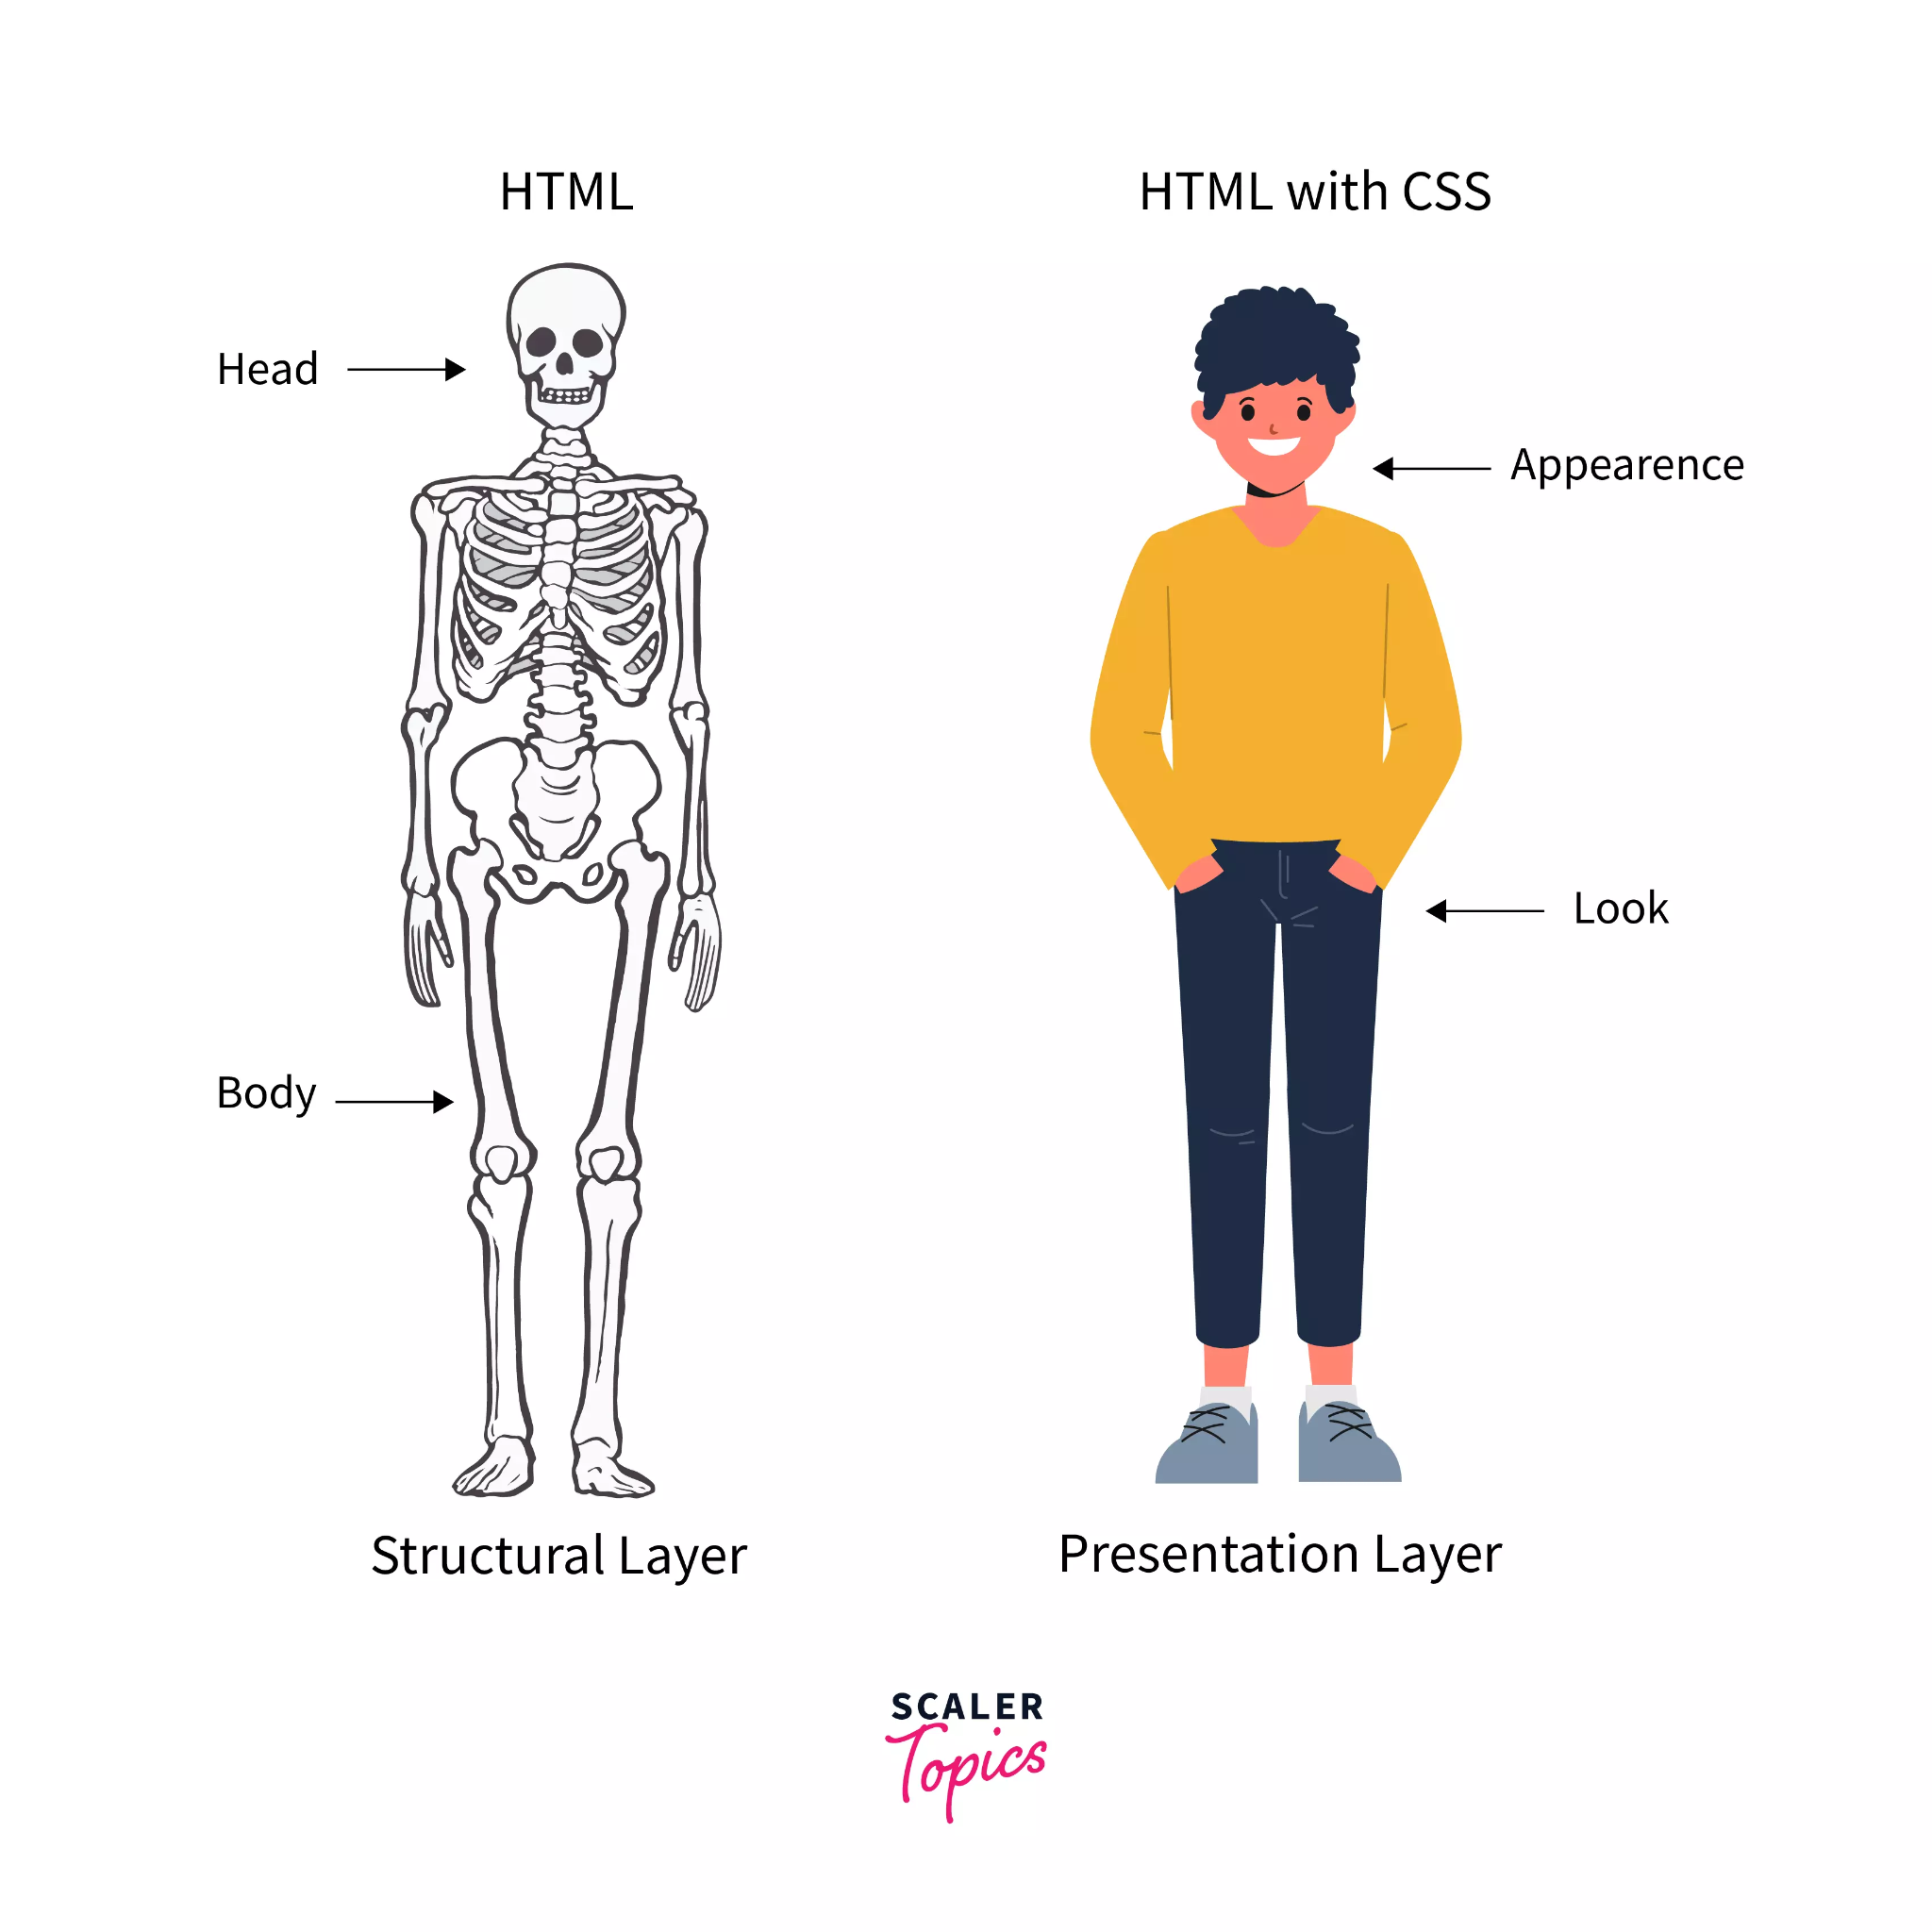 HTML
HTML with CSS
Head
Appearence
Look
Body
Structural Layer
Presentation Layer
SCALER
Topics